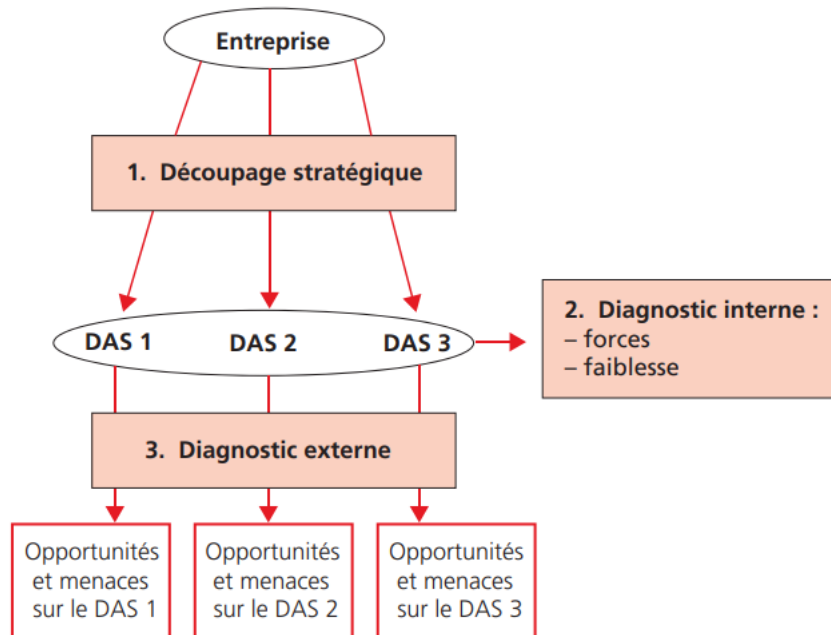 Entreprise
1. Découpage stratégique
DAS 1 DAS 2 DAS 3
2. Diagnostic interne :
– forces
– faiblesse
3. Diagnostic externe
Opportunités
et menaces
sur le DAS 1
Opportunités
et menaces
sur le DAS 2
Opportunités
et menaces
sur le DAS 3